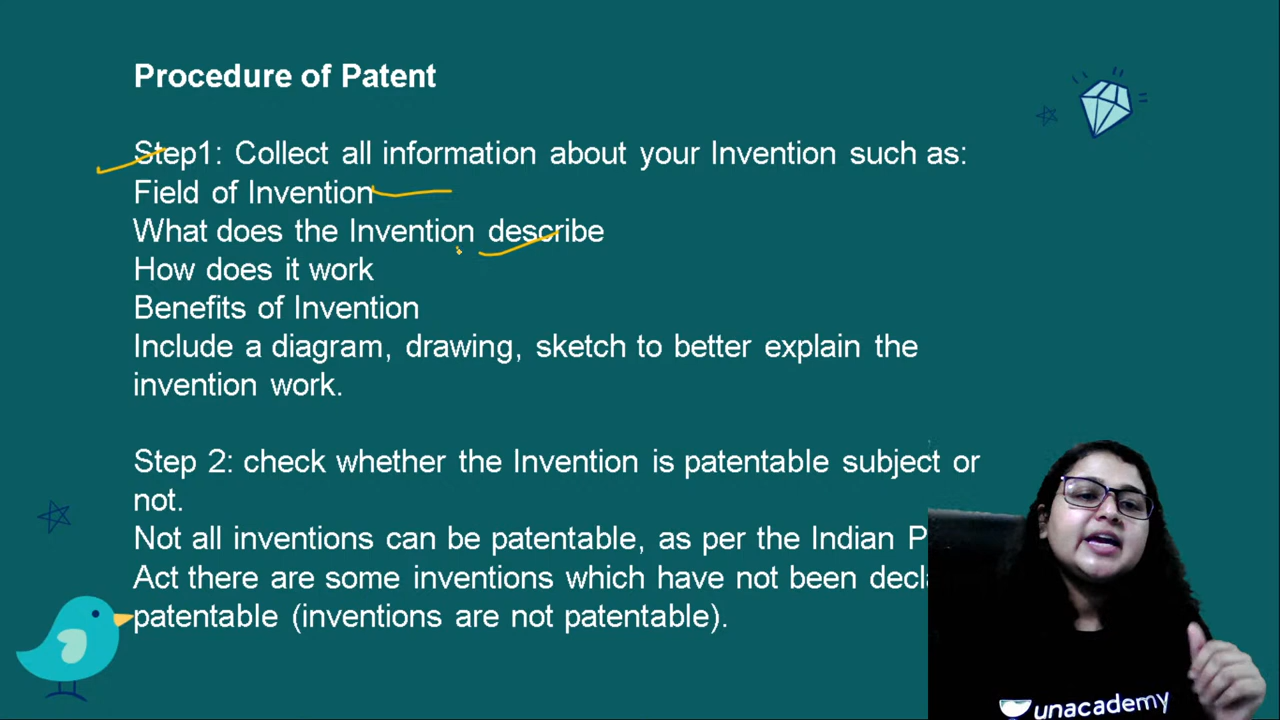 Procedure of Patent
Step1: Collect all information about your Invention such as:
Field of Invention
What does the Invention describe
How does it work
Benefits of Invention
Include a diagram, drawing, sketch to better explain the
invention work.
Step 2: check whether the Invention is patentable subject or
not.
Not all inventions can be patentable, as per the Indian
Act there are some inventions which have not been
patentable (inventions are not patentable).
unacademy